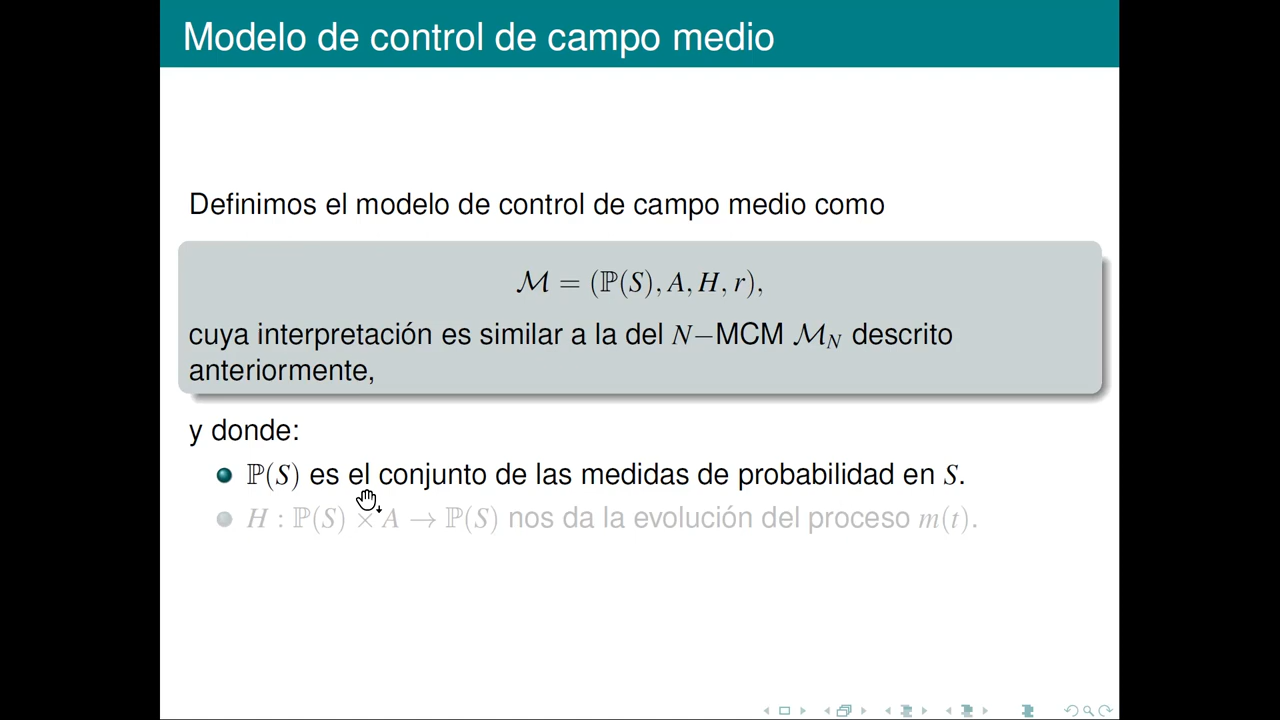 Modelo de control de campo medio
Definimos el modelo de control de campo medio como
ℳ = (ℙ(S), A, H, r),
cuya interpretación es similar a la del N−MCM ℳ_N descrito
anteriormente,
y donde:
ℙ(S) es el conjunto de las medidas de probabilidad en S.
H : ℙ(S) × A → ℙ(S) nos da la evolución del proceso m(t).